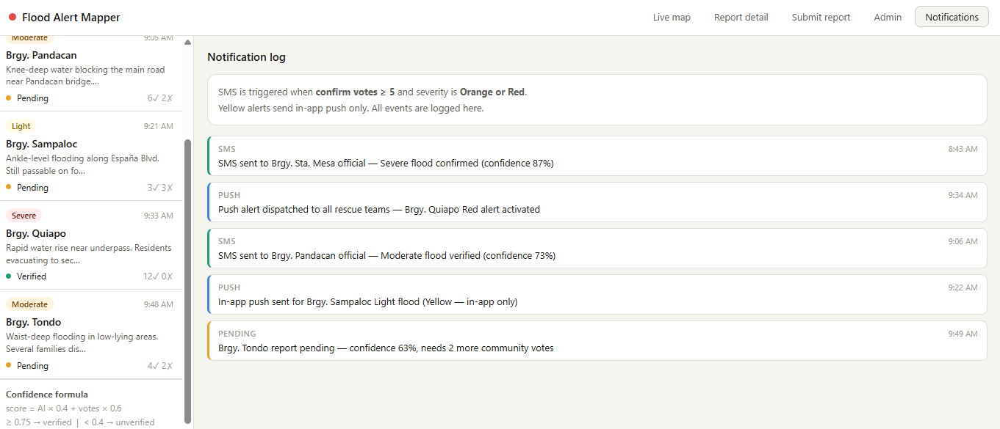 Flood Alert Mapper
Live map
Report detail
Submit report
Admin
Notifications
Moderate
9:05 AM
Brgy. Pandacan
Knee-deep water blocking the main road
near Pandacan bridge....
Pending
6✓ 2✗
Light
9:21 AM
Brgy. Sampaloc
Ankle-level flooding along España Blvd.
Still passable on fo...
Pending
3✓ 3✗
Severe
9:33 AM
Brgy. Quiapo
Rapid water rise near underpass. Residents
evacuating to sec...
Verified
12✓ 0✗
Moderate
9:48 AM
Brgy. Tondo
Waist-deep flooding in low-lying areas.
Several families dis...
Pending
4✓ 2✗
Confidence formula
score = AI × 0.4 + votes × 0.6
≥ 0.75 → verified | < 0.4 → unverified
Notification log
SMS is triggered when confirm votes ≥ 5 and severity is Orange or Red.
Yellow alerts send in-app push only. All events are logged here.
SMS
8:43 AM
SMS sent to Brgy. Sta. Mesa official — Severe flood confirmed (confidence 87%)
PUSH
9:34 AM
Push alert dispatched to all rescue teams — Brgy. Quiapo Red alert activated
SMS
9:06 AM
SMS sent to Brgy. Pandacan official — Moderate flood verified (confidence 73%)
PUSH
9:22 AM
In-app push sent for Brgy. Sampaloc Light flood (Yellow — in-app only)
PENDING
9:49 AM
Brgy. Tondo report pending — confidence 63%, needs 2 more community votes